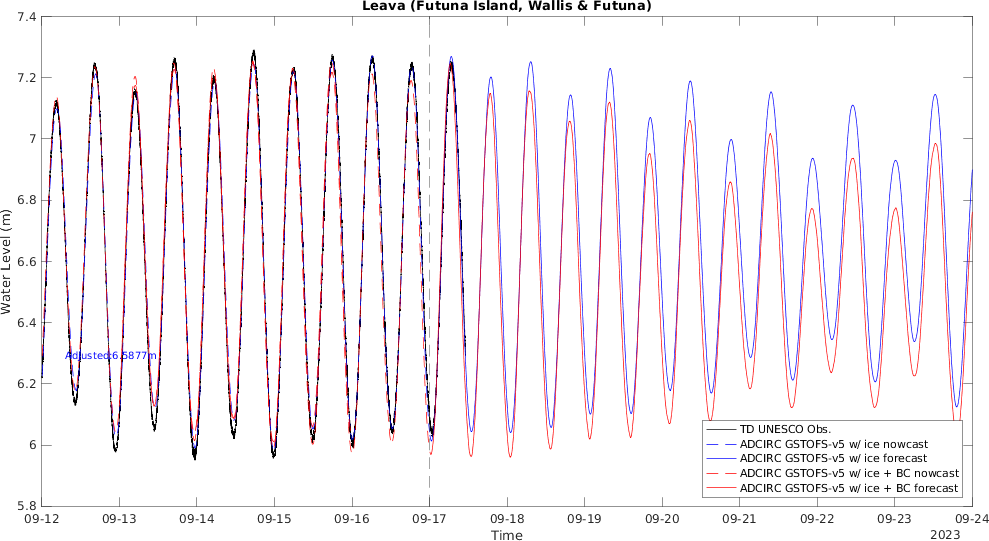 Leava (Futuna Island, Wallis & Futuna)
7.4
7.2
7
6.8
6.6
6.4
6.2
6
5.8
Water Level (m)
Adjusted:6.5877m
TD UNESCO Obs.
ADCIRC GSTOFS-v5 w/ ice nowcast
ADCIRC GSTOFS-v5 w/ ice forecast
ADCIRC GSTOFS-v5 w/ ice + BC nowcast
ADCIRC GSTOFS-v5 w/ ice + BC forecast
09-12 09-13 09-14 09-15 09-16 09-17 09-18 09-19 09-20 09-21 09-22 09-23 09-24
Time
2023